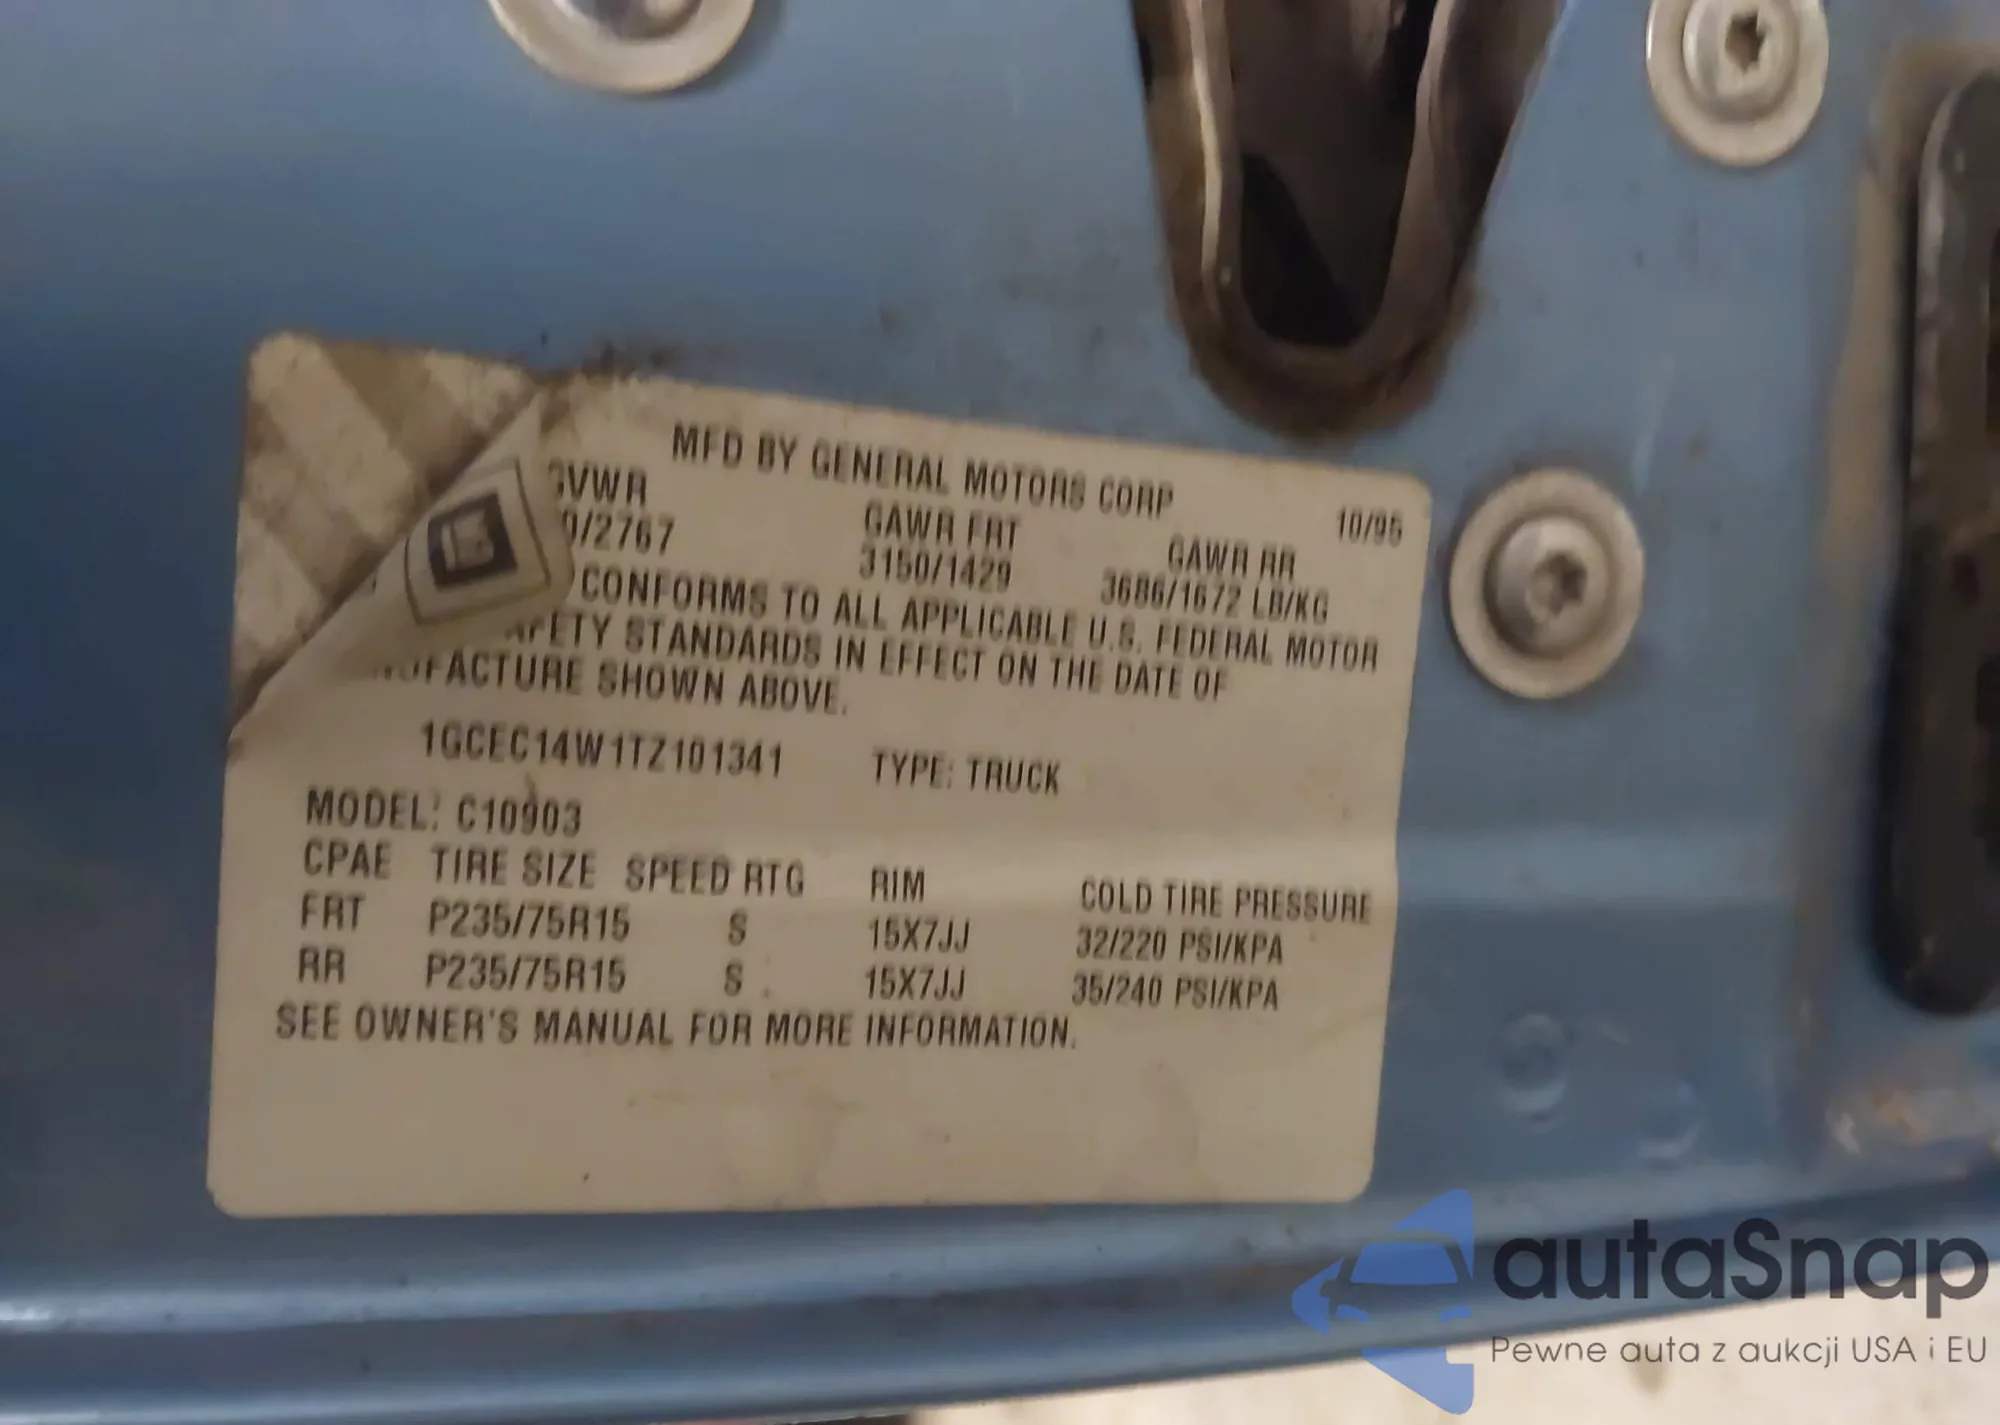 MFD BY GENERAL MOTORS CORP 10/95
GVWR GAWR FRT GAWR RR
0/2767 3150/1429 3686/1672 LB/KG
CONFORMS TO ALL APPLICABLE U.S. FEDERAL MOTOR
AFETY STANDARDS IN EFFECT ON THE DATE OF
NUFACTURE SHOWN ABOVE.
1GCEC14W1TZ101341 TYPE: TRUCK
MODEL: C10903
CPAE TIRE SIZE SPEED RTG RIM COLD TIRE PRESSURE
FRT P235/75R15 S 15X7JJ 32/220 PSI/KPA
RR P235/75R15 S 15X7JJ 35/240 PSI/KPA
SEE OWNER'S MANUAL FOR MORE INFORMATION.
autaSnap
Pewne auta z aukcji USA i EU